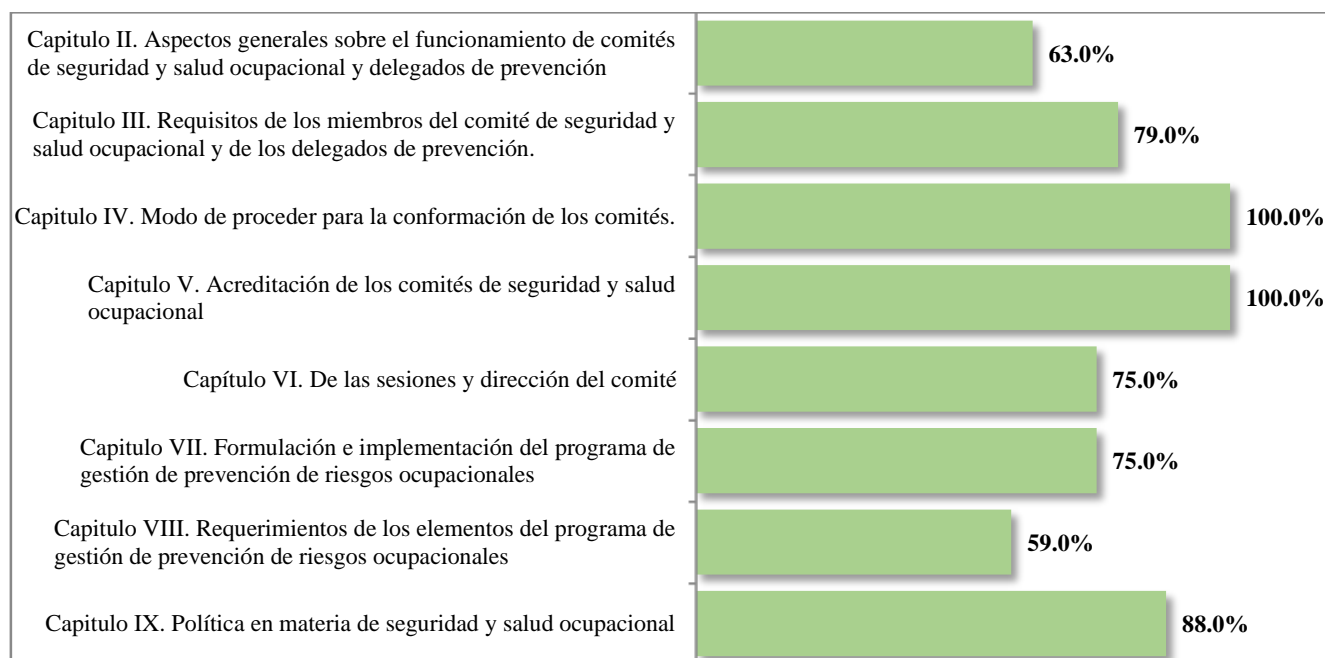 Capitulo II. Aspectos generales sobre el funcionamiento de comités
de seguridad y salud ocupacional y delegados de prevención
63.0%
Capitulo III. Requisitos de los miembros del comité de seguridad y
salud ocupacional y de los delegados de prevención.
79.0%
Capitulo IV. Modo de proceder para la conformación de los comités.
100.0%
Capitulo V. Acreditación de los comités de seguridad y salud
ocupacional
100.0%
Capítulo VI. De las sesiones y dirección del comité
75.0%
Capitulo VII. Formulación e implementación del programa de
gestión de prevención de riesgos ocupacionales
75.0%
Capitulo VIII. Requerimientos de los elementos del programa de
gestión de prevención de riesgos ocupacionales
59.0%
Capitulo IX. Política en materia de seguridad y salud ocupacional
88.0%